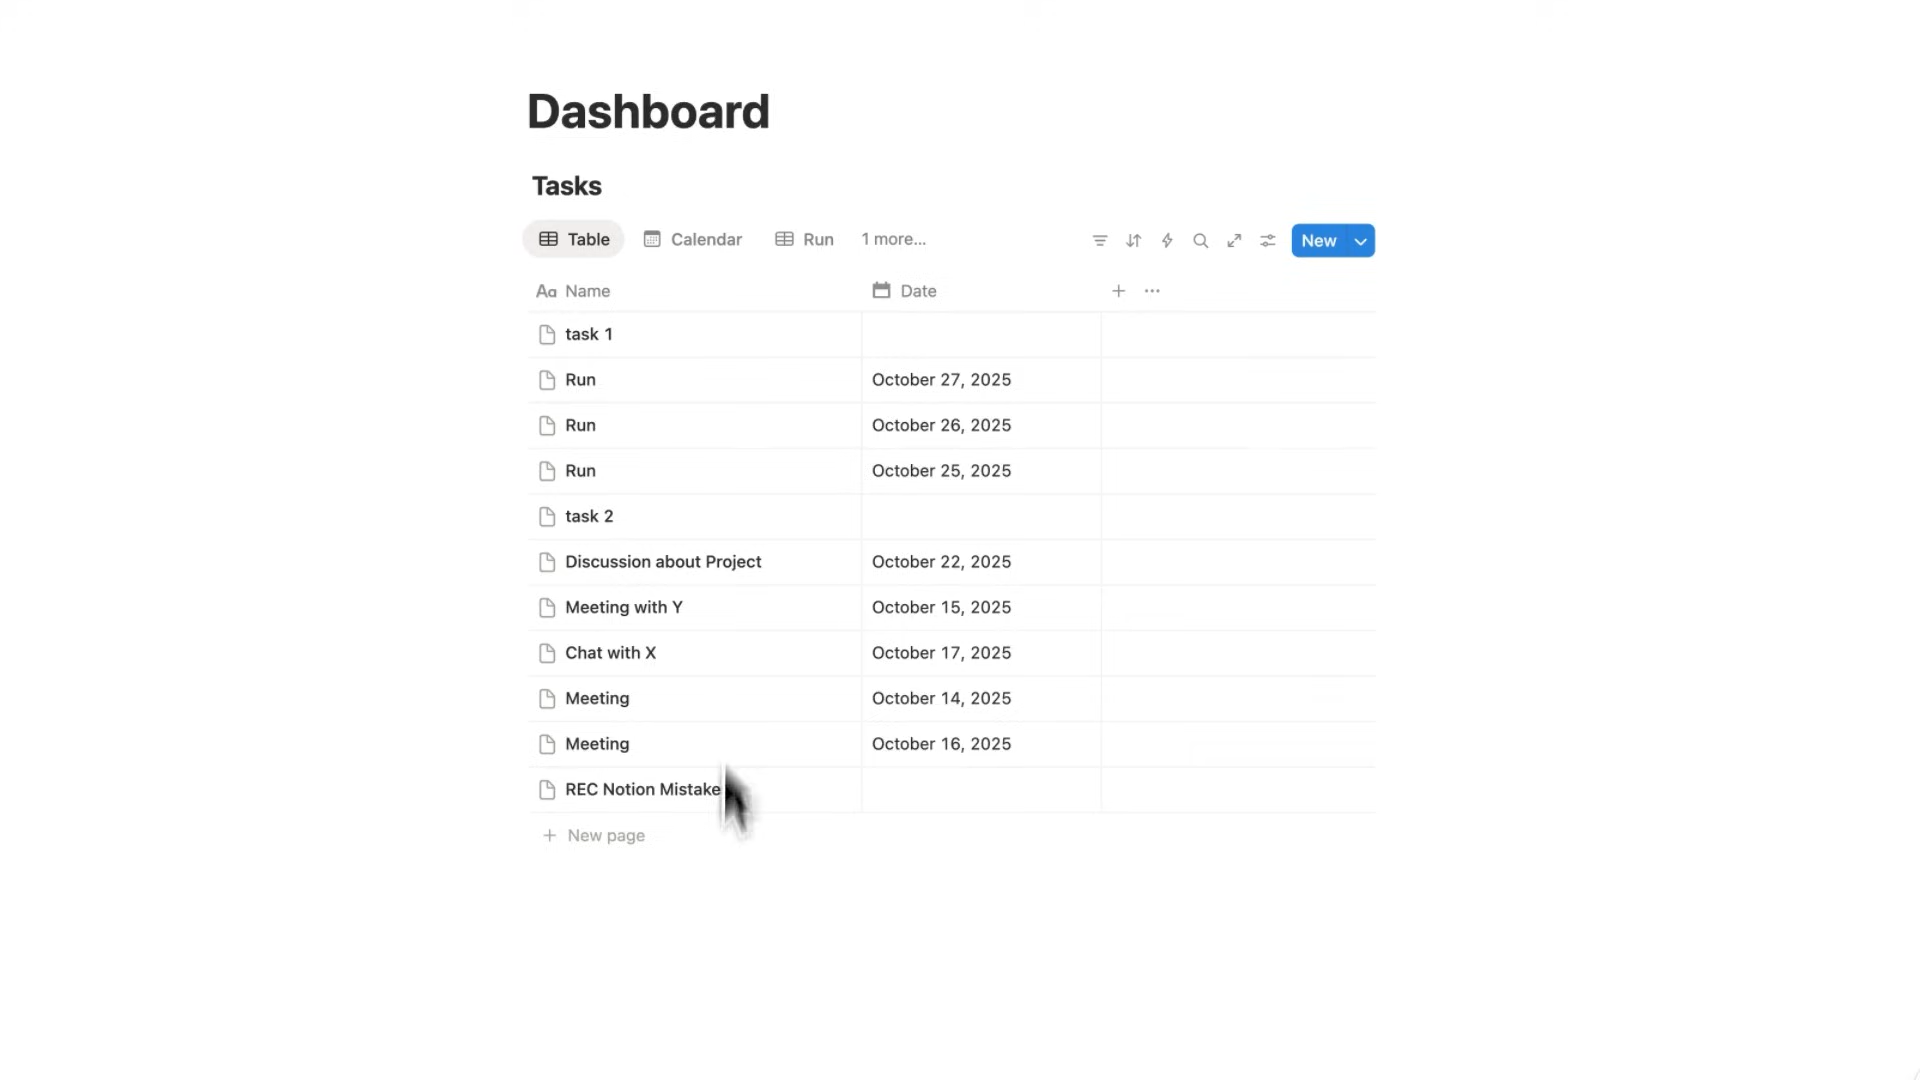 Dashboard
Tasks
Table Calendar Run 1 more... New
Aa Name Date
task 1
Run October 27, 2025
Run October 26, 2025
Run October 25, 2025
task 2
Discussion about Project October 22, 2025
Meeting with Y October 15, 2025
Chat with X October 17, 2025
Meeting October 14, 2025
Meeting October 16, 2025
REC Notion Mistake
New page